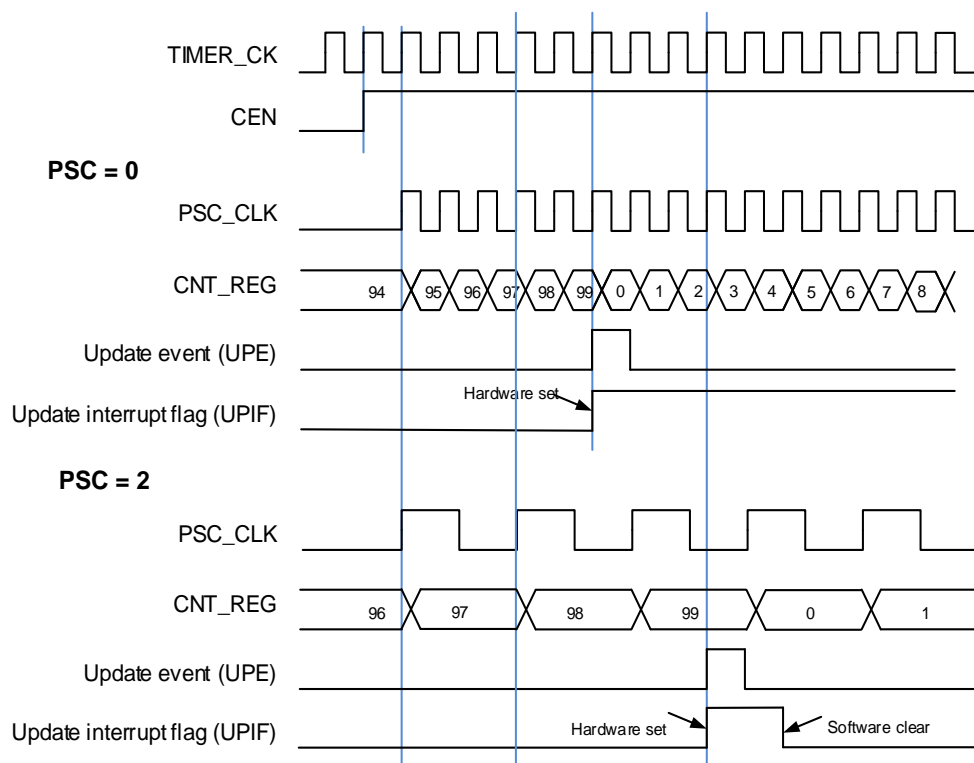 TIMER_CK
CEN
PSC = 0
PSC_CLK
CNT_REG 94 95 96 97 98 99 0 1 2 3 4 5 6 7 8
Update event (UPE)
Hardware set
Update interrupt flag (UPIF)
PSC = 2
PSC_CLK
CNT_REG 96 97 98 99 0 1
Update event (UPE)
Update interrupt flag (UPIF) Hardware set Software clear